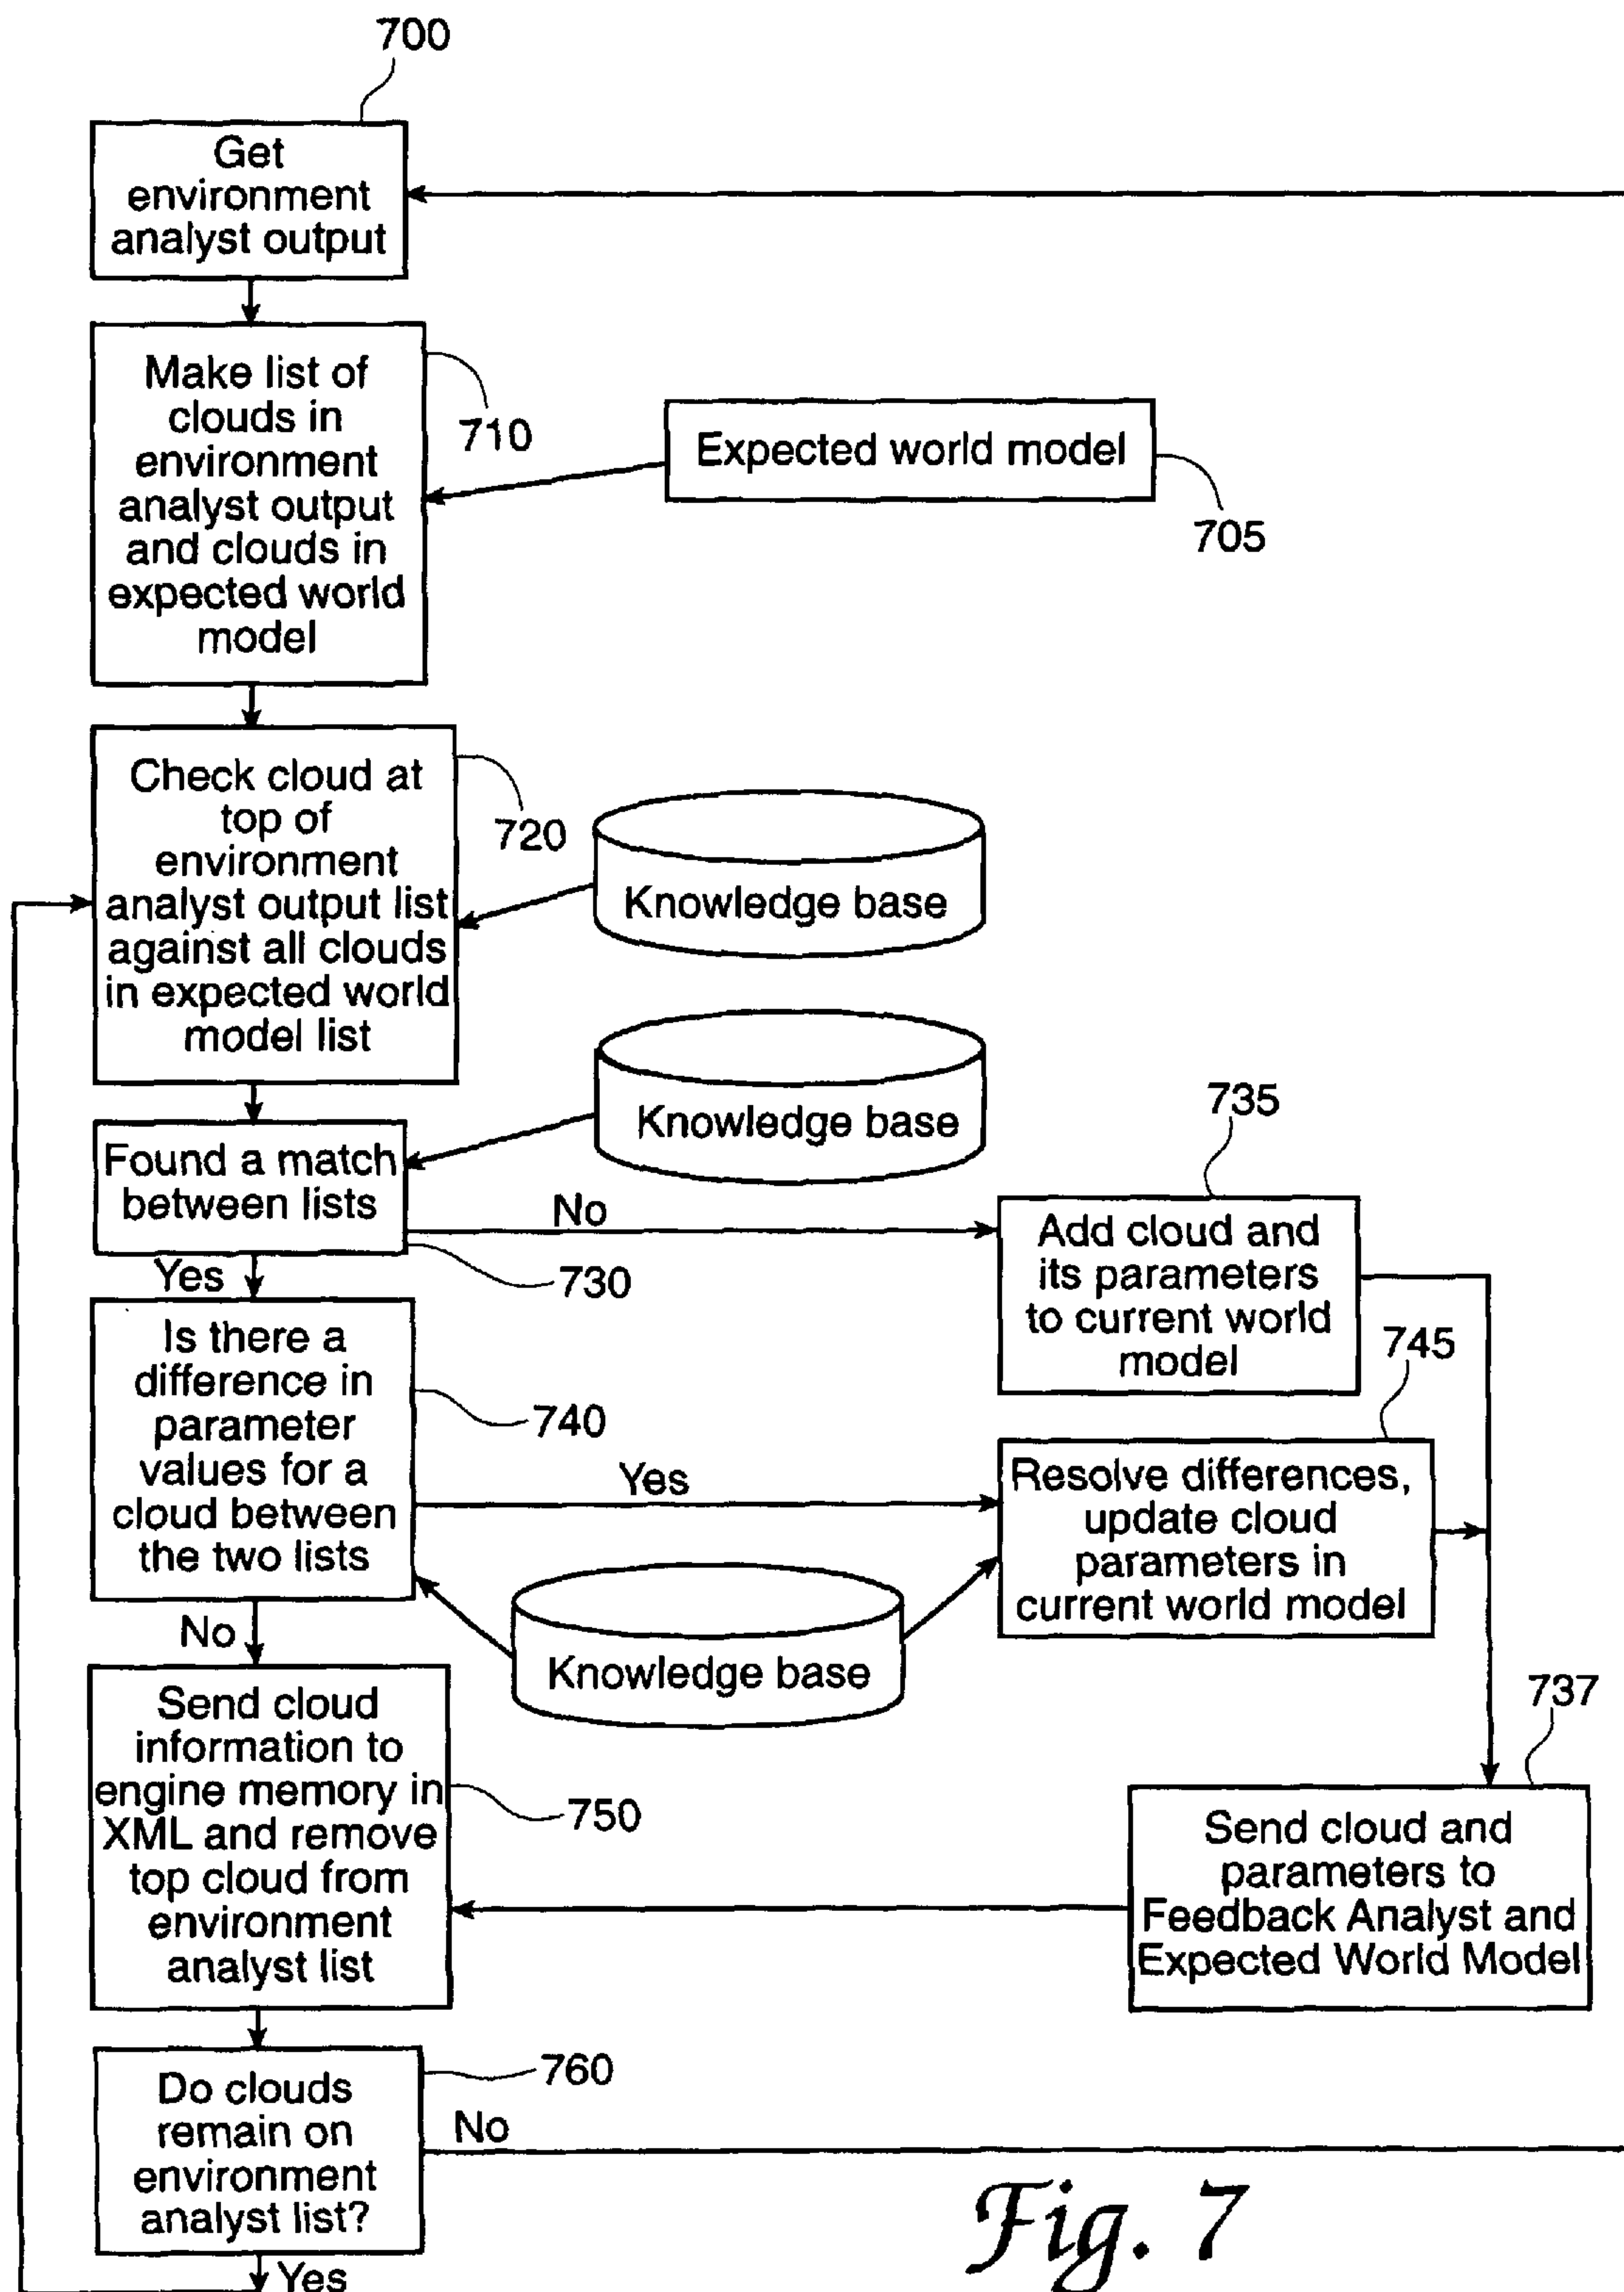 700
Get
environment
analyst output
Make list of
clouds in
environment
analyst output
and clouds in
expected world
model
710
Expected world model
705
Check cloud at
top of
environment
analyst output list
against all clouds
in expected world
model list
720
Knowledge base
Knowledge base
Found a match
between lists
No
730
Yes
735
Add cloud and
its parameters
to current world
model
Is there a
difference in
parameter
values for a
cloud between
the two lists
740
Yes
745
Resolve differences,
update cloud
parameters in
current world model
No
Knowledge base
Send cloud
information to
engine memory in
XML and remove
top cloud from
environment
analyst list
750
737
Send cloud and
parameters to
Feedback Analyst and
Expected World Model
Do clouds
remain on
environment
analyst list?
760
No
Yes
Fig. 7